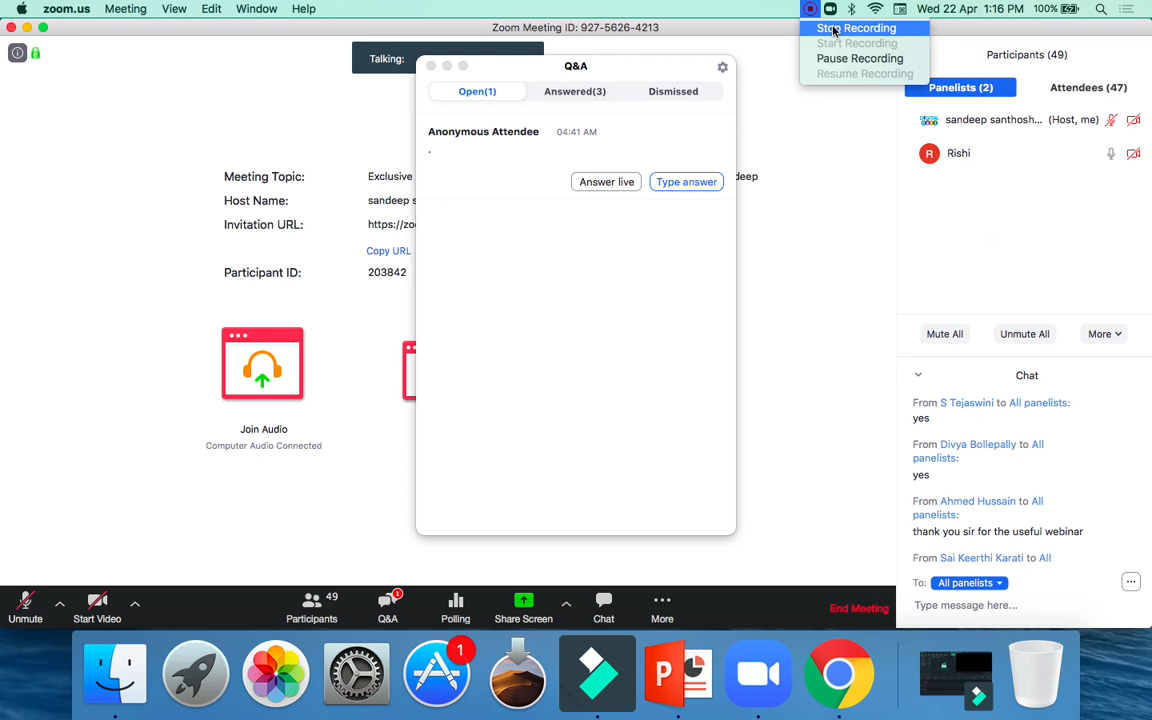 zoom.us Meeting View Edit Window Help Wed 22 Apr 1:16 PM 100%
Stop Recording
Start Recording
Pause Recording
Resume Recording
Zoom Meeting ID: 927-5626-4213
Talking:
Meeting Topic: Exclusive deep
Host Name: sandeep s
Invitation URL: https://zo
Copy URL
Participant ID: 203842
Join Audio
Computer Audio Connected
Q&A
Open(1) Answered(3) Dismissed
Anonymous Attendee 04:41 AM
.
Answer live Type answer
Participants (49)
Panelists (2) Attendees (47)
sandeep santhosh... (Host, me)
R Rishi
Mute All Unmute All More
Chat
From S Tejaswini to All panelists:
yes
From Divya Bollepally to All
panelists:
yes
From Ahmed Hussain to All
panelists:
thank you sir for the useful webinar
From Sai Keerthi Karati to All
To: All panelists
Type message here...
Unmute Start Video 49 Participants 1 Q&A Polling Share Screen Chat More End Meeting
1
P